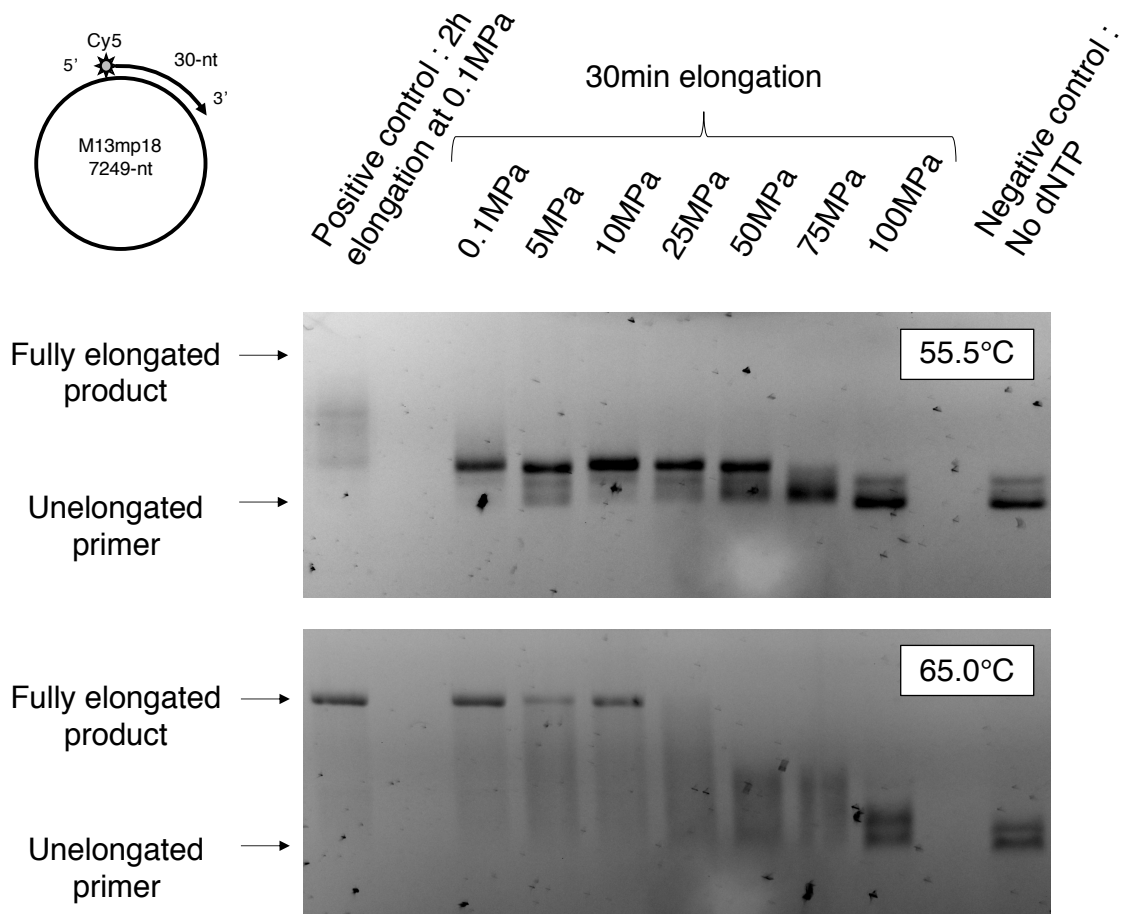 Cy5
5’
30-nt
3’
M13mp18
7249-nt
Positive control : 2h
elongation at 0.1MPa
30min elongation
0.1MPa
5MPa
10MPa
25MPa
50MPa
75MPa
100MPa
Negative control :
No dNTP
55.5°C
Fully elongated
product
Unelongated
primer
65.0°C
Fully elongated
product
Unelongated
primer